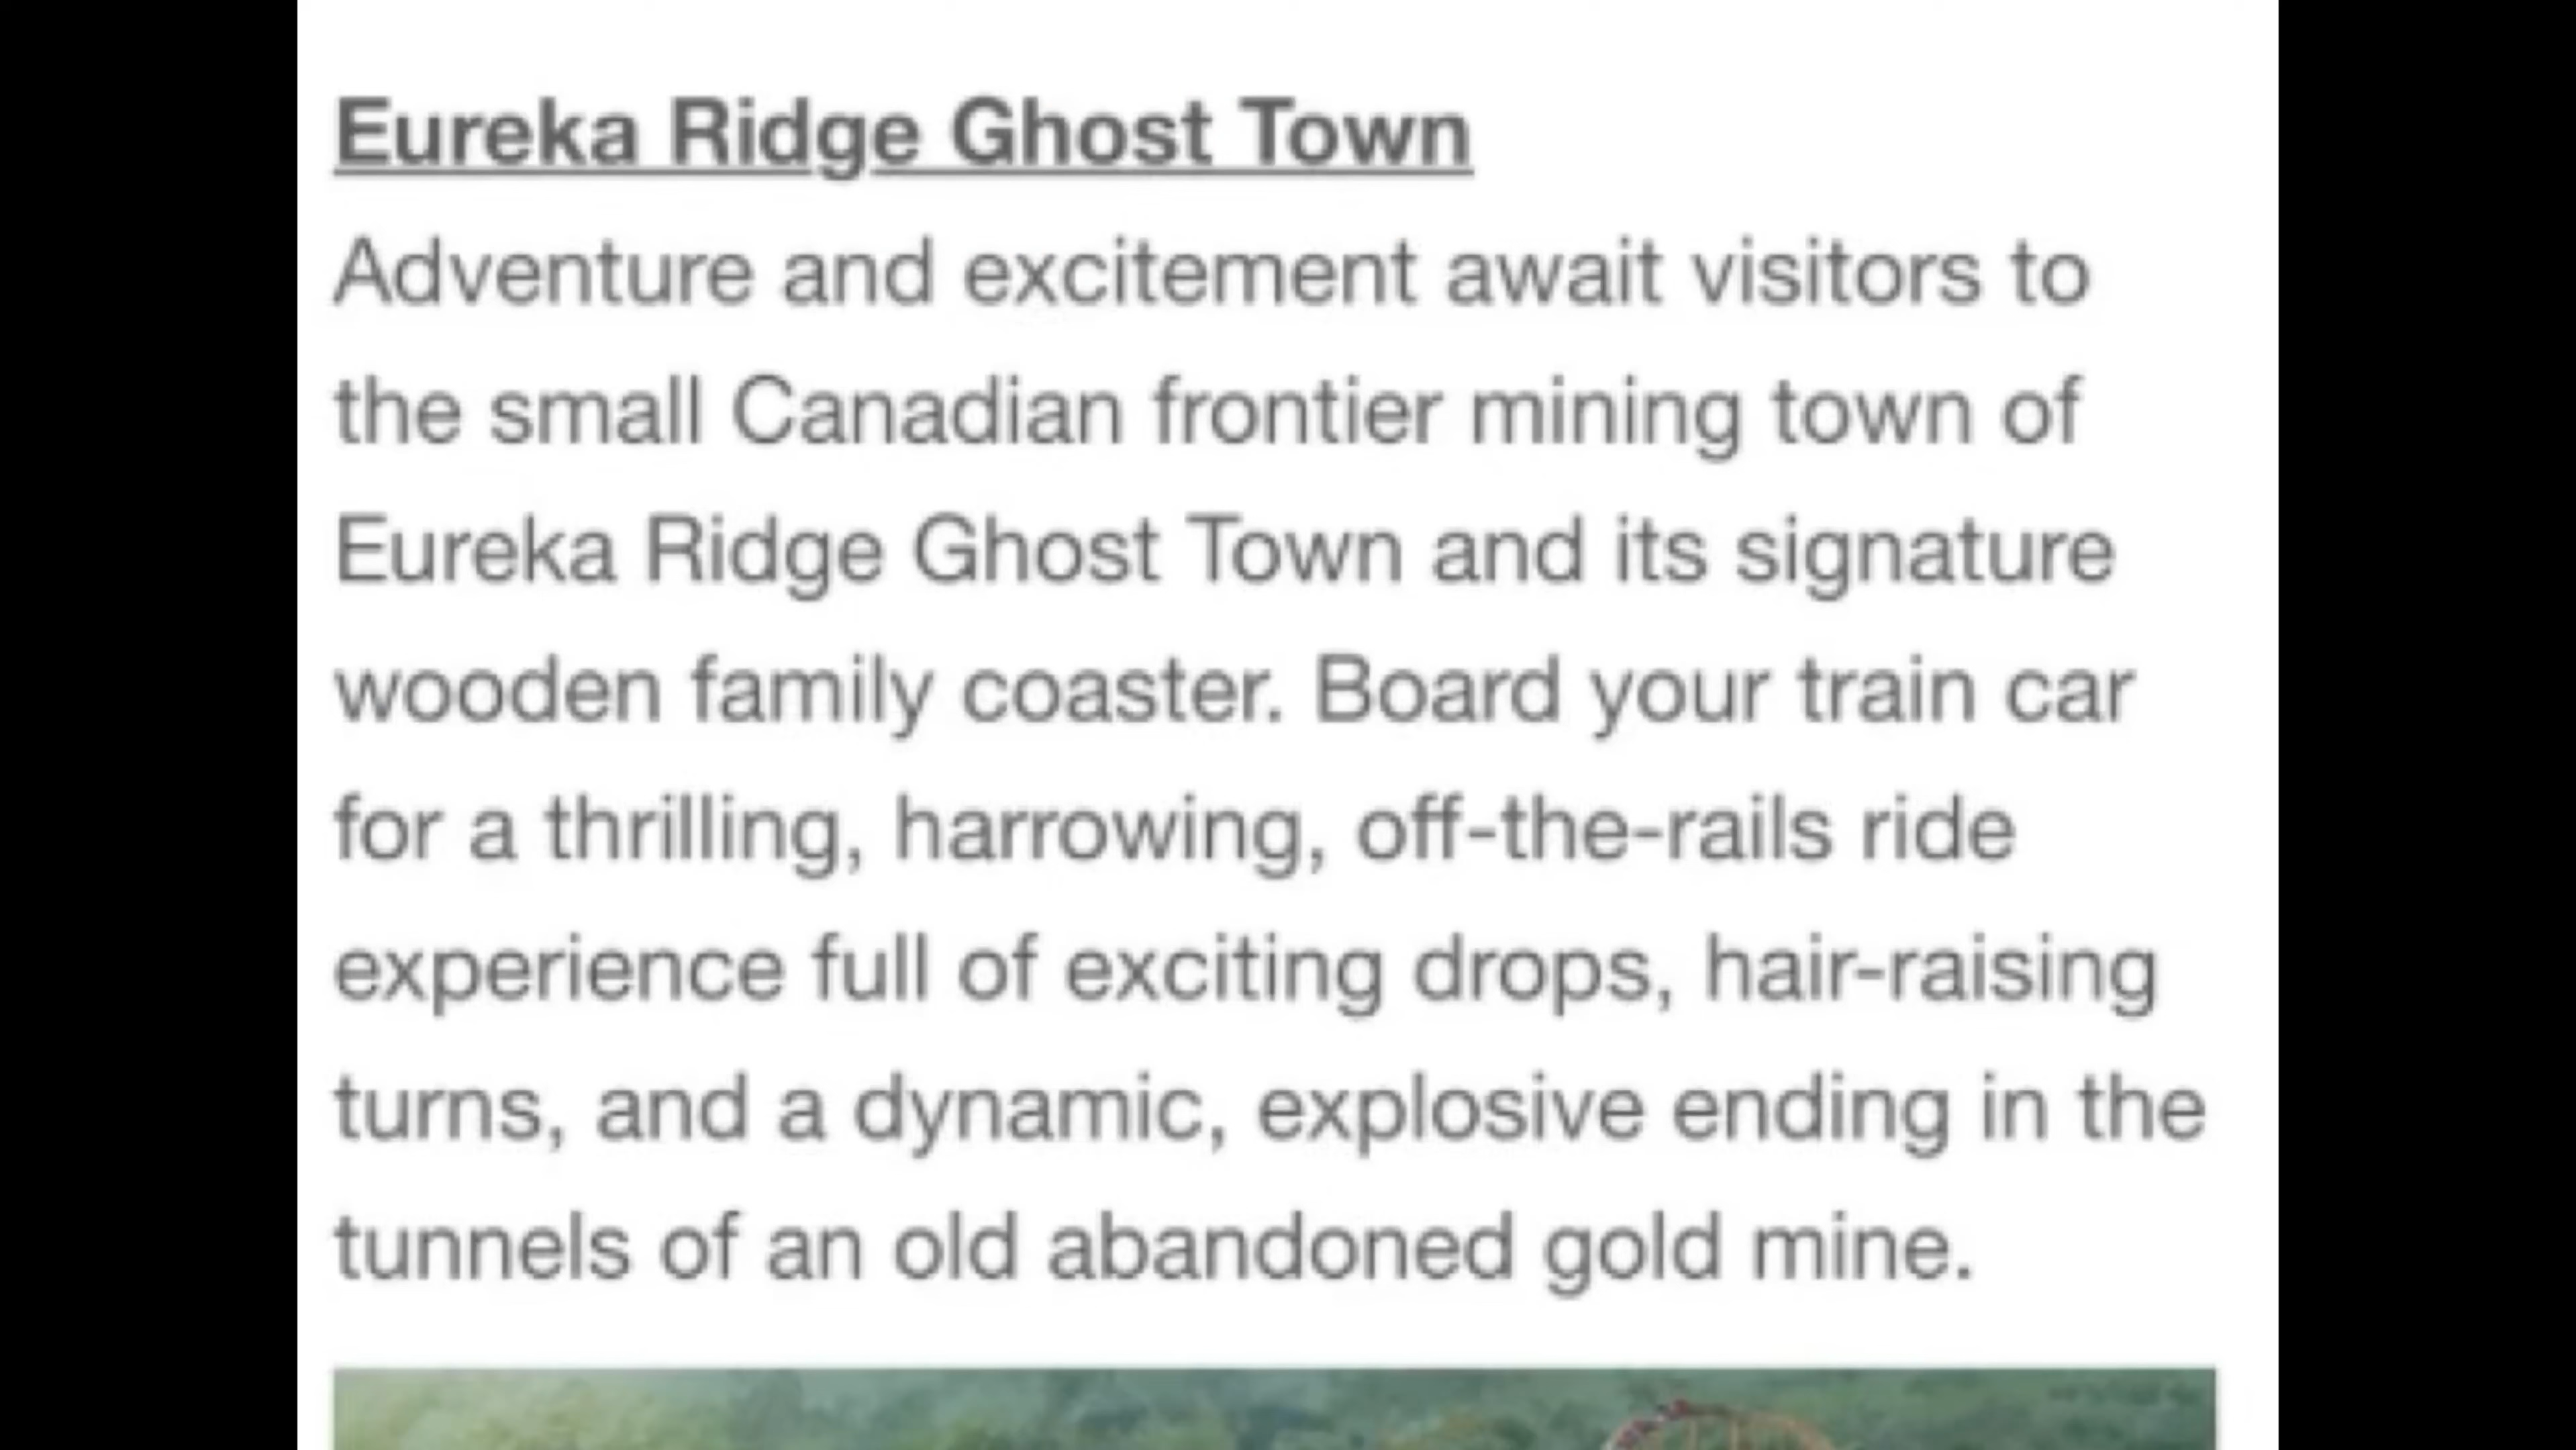 Eureka Ridge Ghost Town
Adventure and excitement await visitors to
the small Canadian frontier mining town of
Eureka Ridge Ghost Town and its signature
wooden family coaster. Board your train car
for a thrilling, harrowing, off-the-rails ride
experience full of exciting drops, hair-raising
turns, and a dynamic, explosive ending in the
tunnels of an old abandoned gold mine.